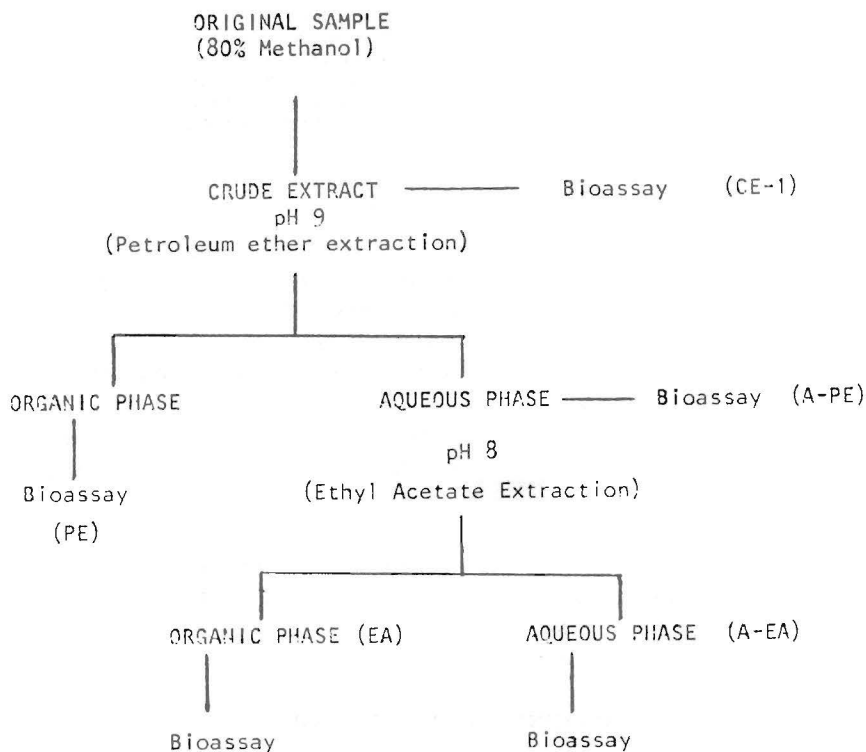 ORIGINAL SAMPLE
(80% Methanol)
CRUDE EXTRACT
Bioassay (CE-1)
pH 9
(Petroleum ether extraction)
ORGANIC PHASE
AQUEOUS PHASE
Bioassay (A-PE)
pH 8
Bioassay
(Ethyl Acetate Extraction)
(PE)
ORGANIC PHASE (EA)
AQUEOUS PHASE (A-EA)
Bioassay
Bioassay